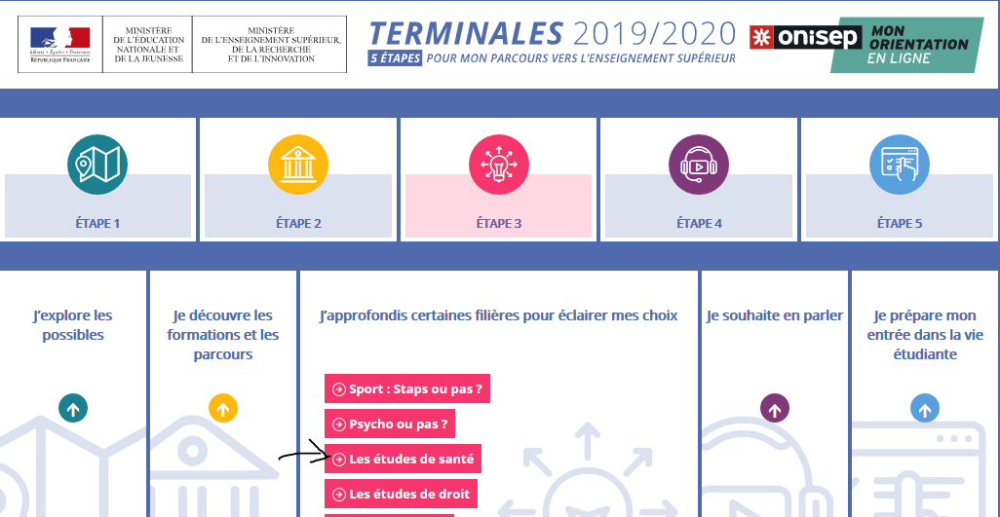 Liberté • Égalité • Fraternité
RÉPUBLIQUE FRANÇAISE
MINISTÈRE
DE L'ÉDUCATION
NATIONALE ET
DE LA JEUNESSE
MINISTÈRE
DE L'ENSEIGNEMENT SUPÉRIEUR,
DE LA RECHERCHE
ET DE L'INNOVATION
TERMINALES 2019/2020
5 ÉTAPES POUR MON PARCOURS VERS L'ENSEIGNEMENT SUPÉRIEUR
onisep
MON
ORIENTATION
EN LIGNE
ÉTAPE 1
ÉTAPE 2
ÉTAPE 3
ÉTAPE 4
ÉTAPE 5
J'explore les
possibles
Je découvre les
formations et les
parcours
J'approfondis certaines filières pour éclairer mes choix
Sport : Staps ou pas ?
Psycho ou pas ?
Les études de santé
Les études de droit
Je souhaite en parler
Je prépare mon
entrée dans la vie
étudiante